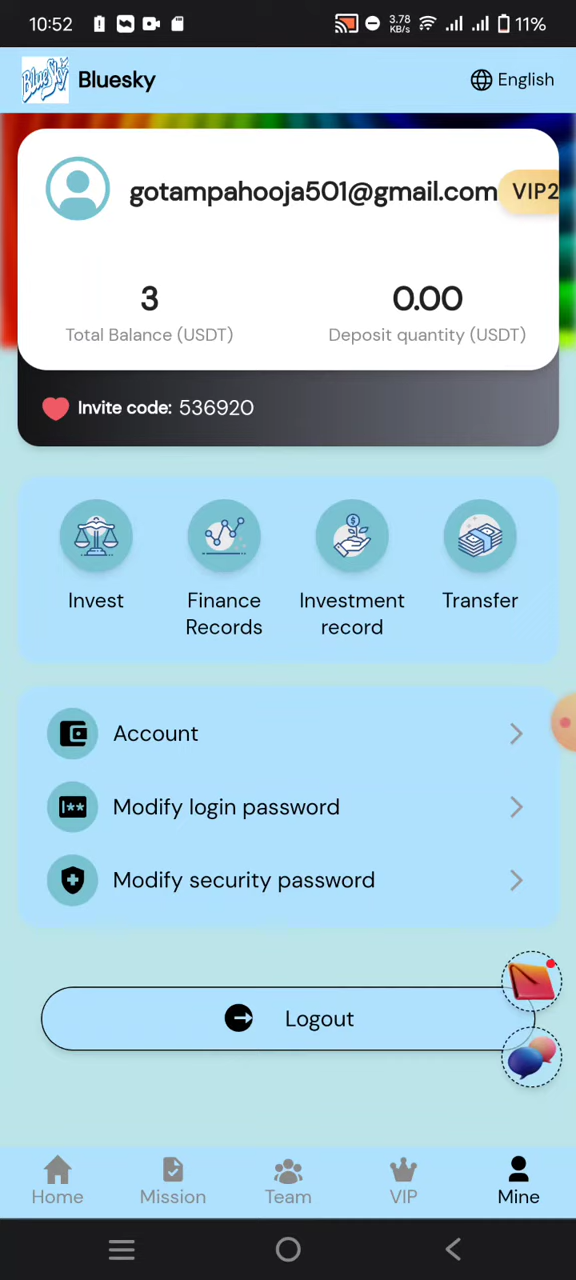 10:52
3.78
KB/s
11%
BlueSky
Bluesky
English
gotampahooja501@gmail.com
VIP2
3
0.00
Total Balance (USDT)
Deposit quantity (USDT)
Invite code: 536920
Invest
Finance
Records
Investment
record
Transfer
Account
Modify login password
Modify security password
Logout
Home
Mission
Team
VIP
Mine